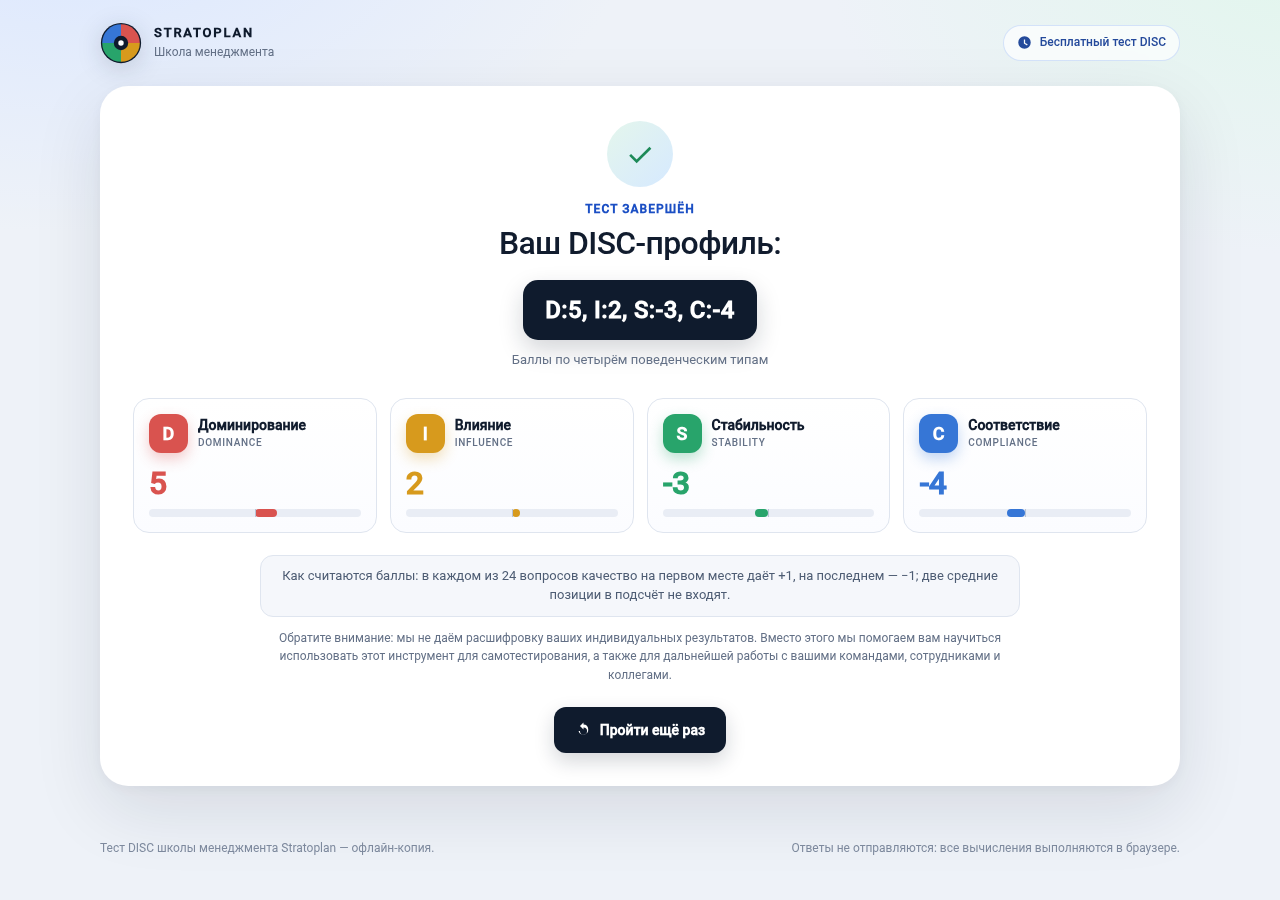 STRATOPLAN
Школа менеджмента
Бесплатный тест DISC
ТЕСТ ЗАВЕРШЁН
Ваш DISC-профиль:
D:5, I:2, S:-3, C:-4
Баллы по четырём поведенческим типам
D
Доминирование
DOMINANCE
5
I
Влияние
INFLUENCE
2
S
Стабильность
STABILITY
-3
C
Соответствие
COMPLIANCE
-4
Как считаются баллы: в каждом из 24 вопросов качество на первом месте даёт +1, на последнем — −1; две средние
позиции в подсчёт не входят.
Обратите внимание: мы не даём расшифровку ваших индивидуальных результатов. Вместо этого мы помогаем вам научиться
использовать этот инструмент для самотестирования, а также для дальнейшей работы с вашими командами, сотрудниками и
коллегами.
Пройти ещё раз
Тест DISC школы менеджмента Stratoplan — офлайн-копия.
Ответы не отправляются: все вычисления выполняются в браузере.